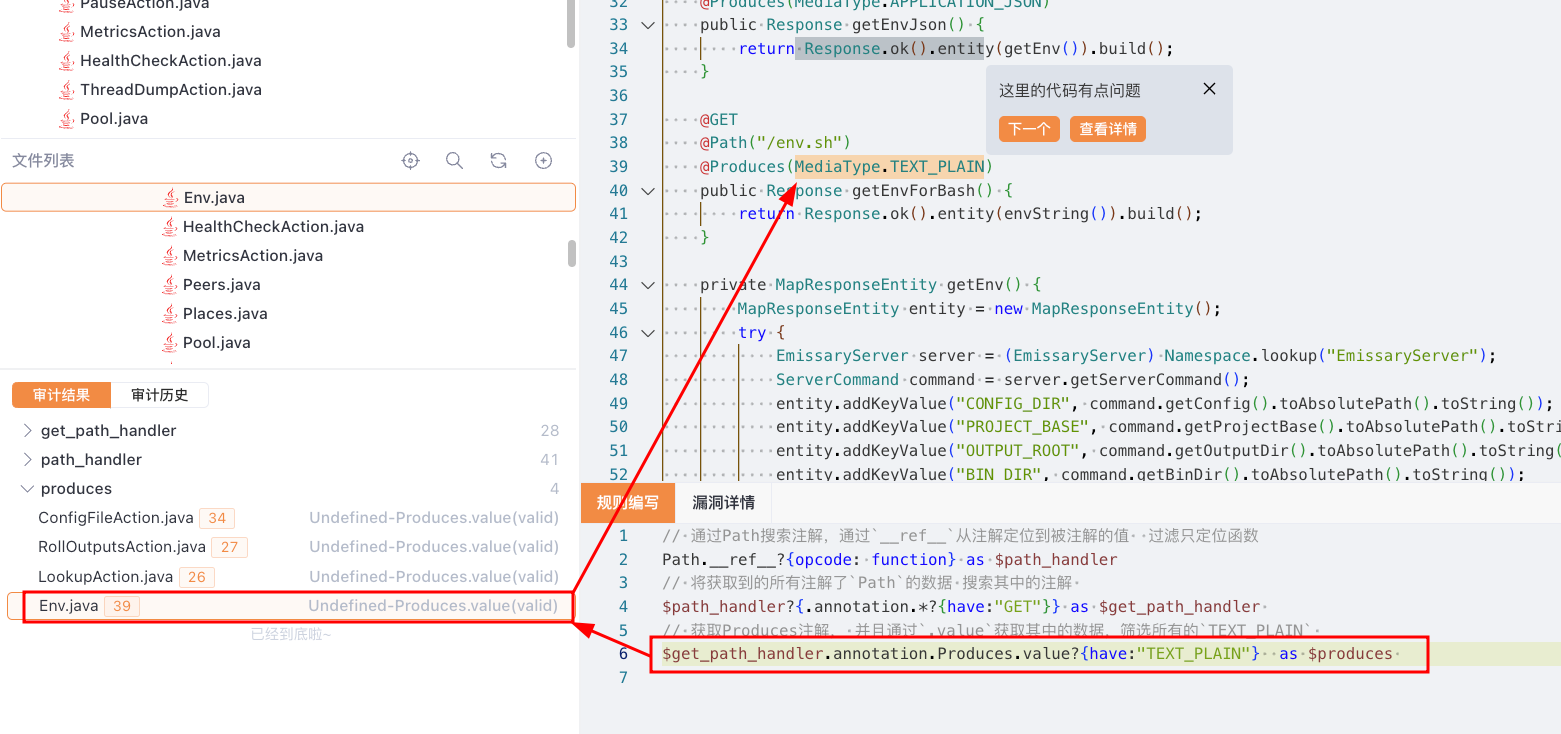 PauseAction.java
MetricsAction.java
HealthCheckAction.java
ThreadDumpAction.java
Pool.java
文件列表
Env.java
HealthCheckAction.java
MetricsAction.java
Peers.java
Places.java
Pool.java
审计结果 审计历史
get_path_handler 28
path_handler 41
produces 4
ConfigFileAction.java 34 Undefined-Produces.value(valid)
RollOutputsAction.java 27 Undefined-Produces.value(valid)
LookupAction.java 26 Undefined-Produces.value(valid)
Env.java 39 Undefined-Produces.value(valid)
已经到底啦~
32 @Produces(MediaType.APPLICATION_JSON)
33 public Response getEnvJson() {
34 return Response.ok().entity(getEnv()).build();
35 }
36
这里的代码有点问题
下一个 查看详情
37 @GET
38 @Path("/env.sh")
39 @Produces(MediaType.TEXT_PLAIN)
40 public Response getEnvForBash() {
41 return Response.ok().entity(envString()).build();
42 }
43
44 private MapResponseEntity getEnv() {
45 MapResponseEntity entity = new MapResponseEntity();
46 try {
47 EmissaryServer server = (EmissaryServer) Namespace.lookup("EmissaryServer");
48 ServerCommand command = server.getServerCommand();
49 entity.addKeyValue("CONFIG_DIR", command.getConfig().toAbsolutePath().toString());
50 entity.addKeyValue("PROJECT_BASE", command.getProjectBase().toAbsolutePath().toStri
51 entity.addKeyValue("OUTPUT_ROOT", command.getOutputDir().toAbsolutePath().toString(
52 entity.addKeyValue("BIN_DIR", command.getBinDir().toAbsolutePath().toString());
规则编写 漏洞详情
1 // 通过Path搜索注解，通过`__ref__`从注解定位到被注解的值 过滤只定位函数
2 Path.__ref__?{opcode: function} as $path_handler
3 // 将获取到的所有注解了`Path`的数据 搜索其中的注解
4 $path_handler?{.annotation.*?{have:"GET"}} as $get_path_handler
5 // 获取Produces注解， 并且通过`.value`获取其中的数据，筛选所有的`TEXT_PLAIN`
6 $get_path_handler.annotation.Produces.value?{have:"TEXT_PLAIN"} as $produces
7